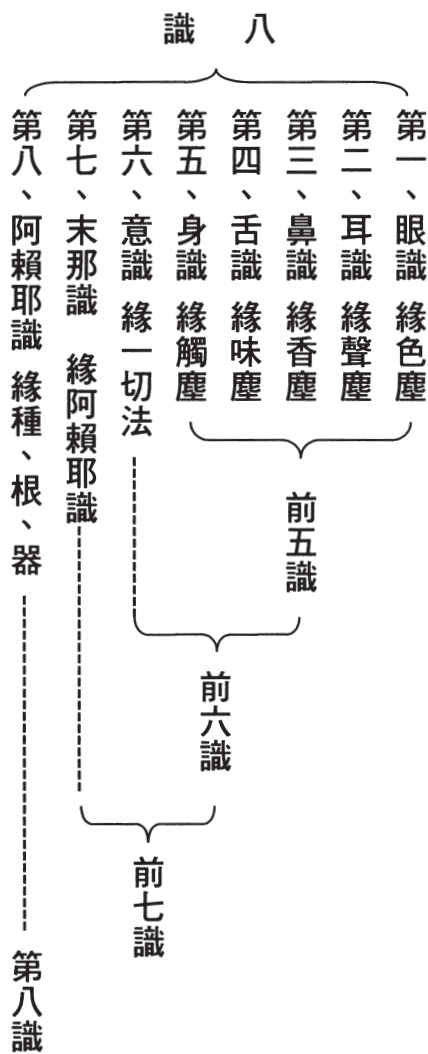 八識
第一、眼識 緣色塵
第二、耳識 緣聲塵
第三、鼻識 緣香塵
第四、舌識 緣味塵
第五、身識 緣觸塵
第六、意識 緣一切法
第七、末那識 緣阿賴耶識
第八、阿賴耶識 緣種、根、器
前五識
前六識
前七識
第八識